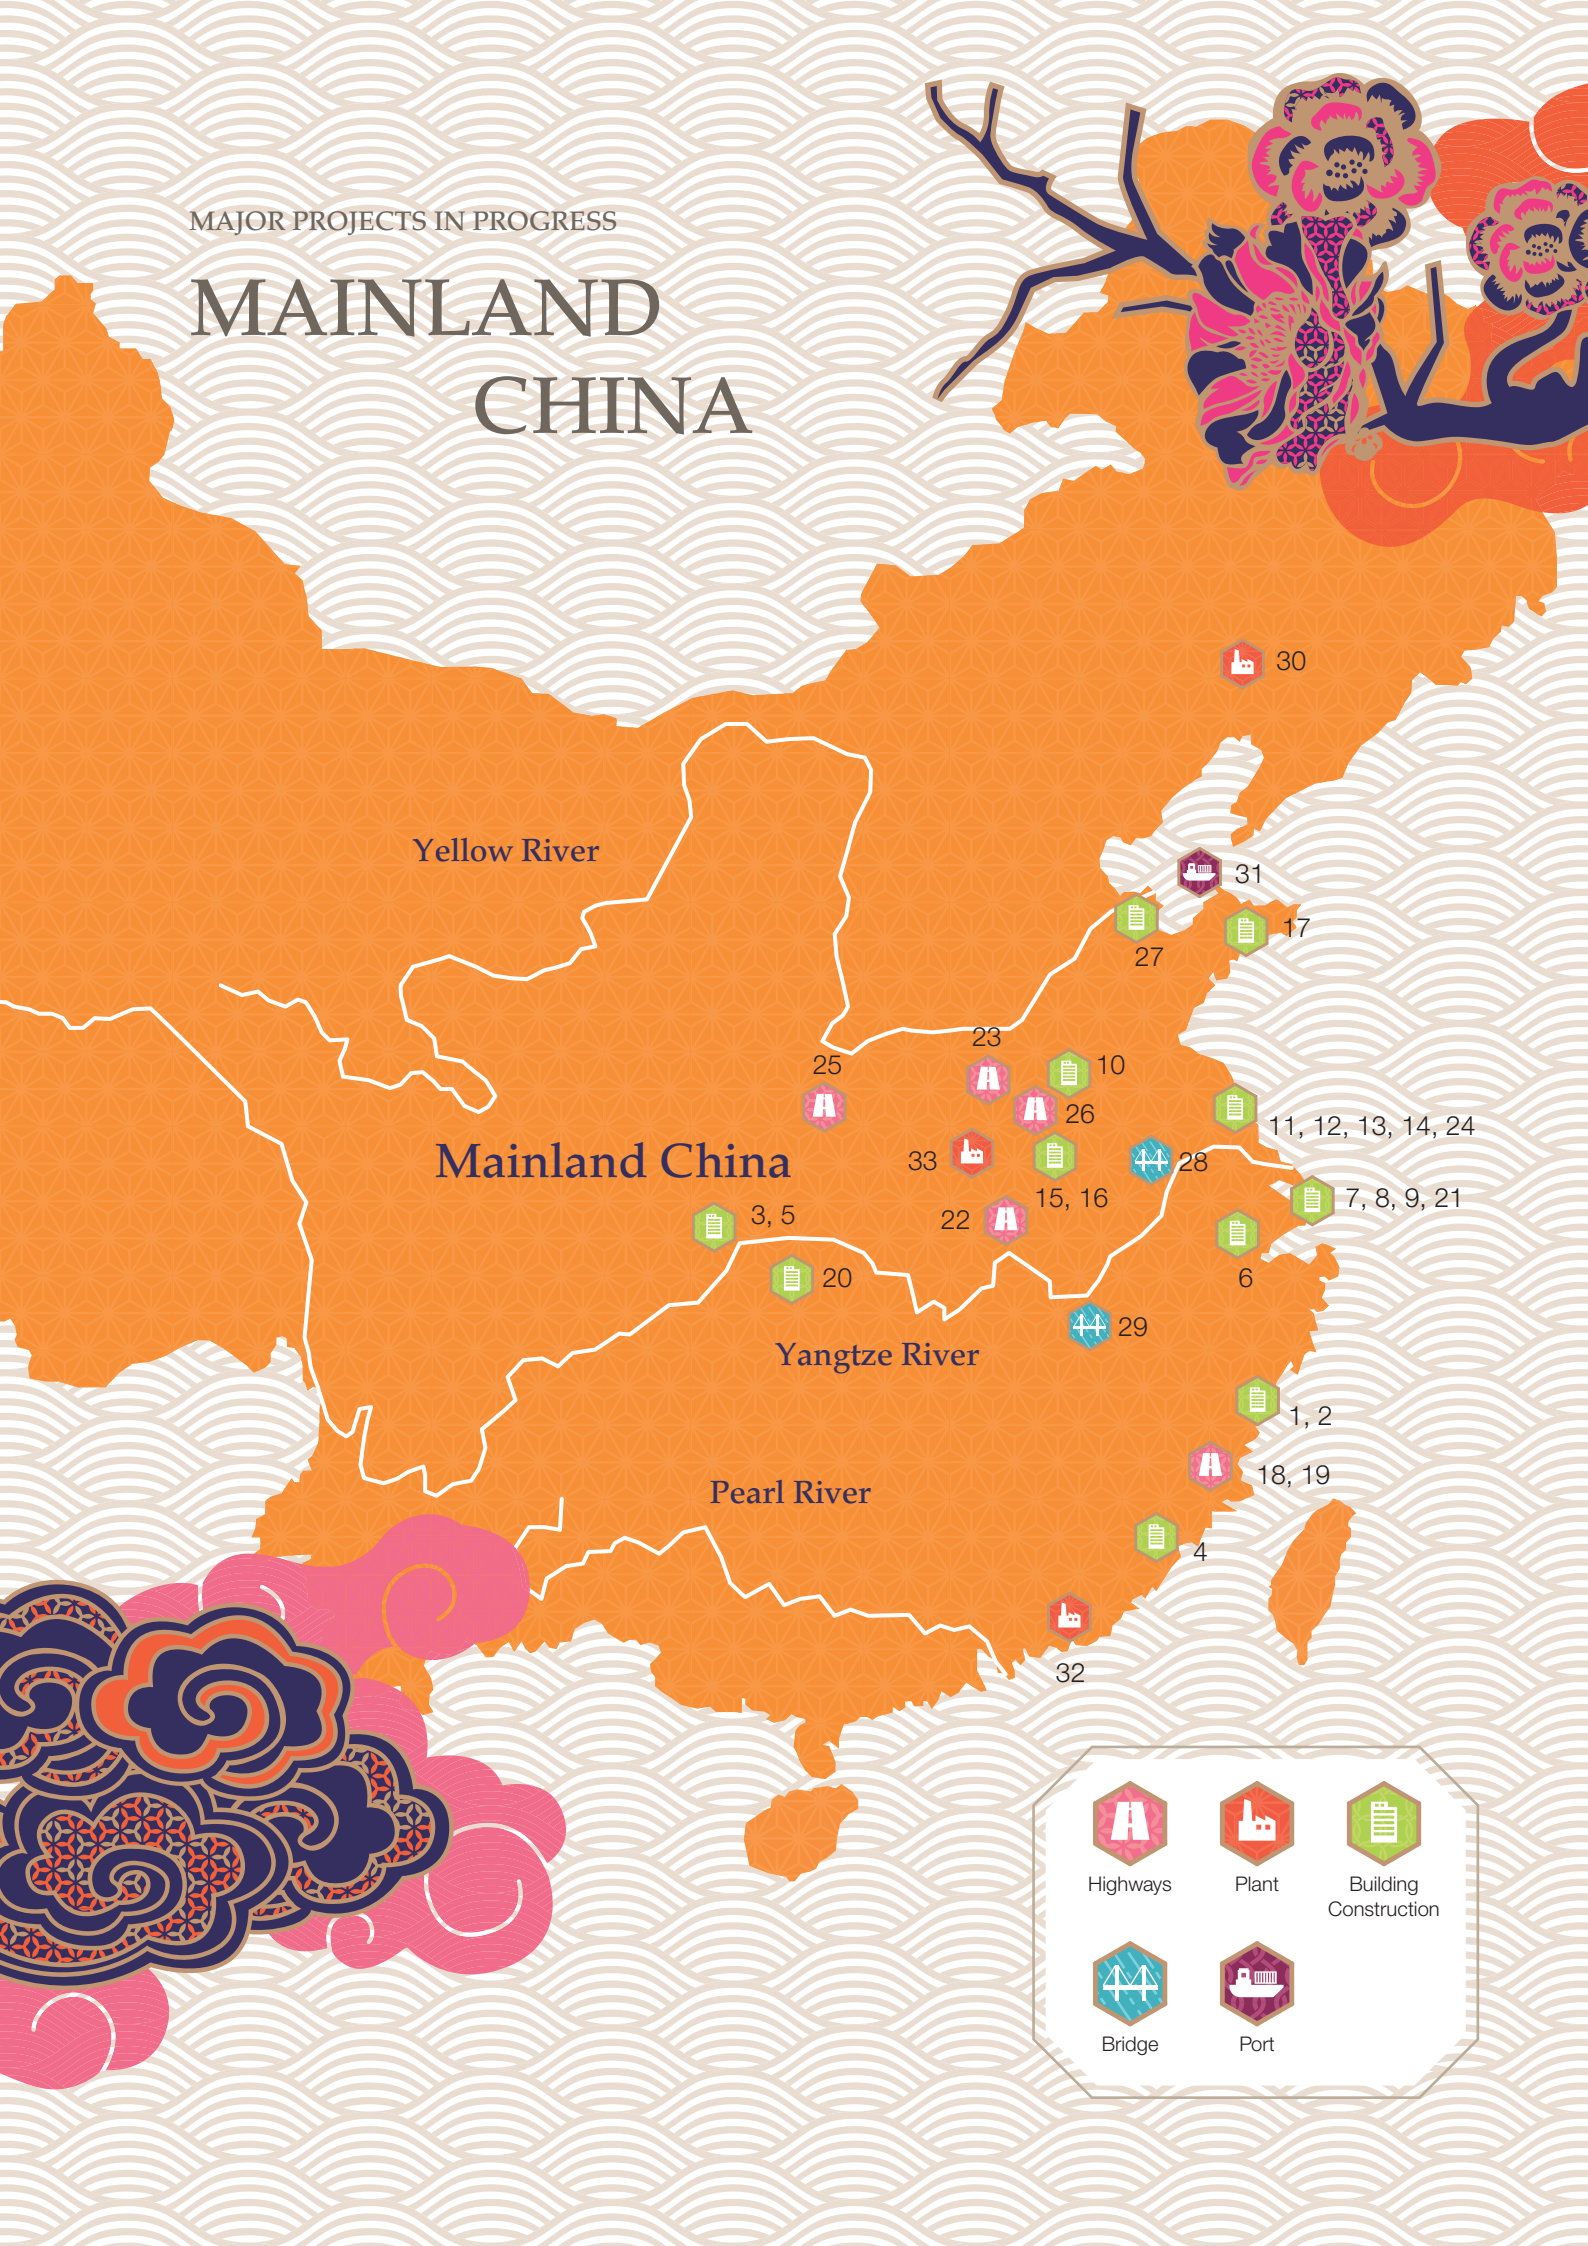 MAJOR PROJECTS IN PROGRESS
MAINLAND
CHINA
30
Yellow River
31
17
27
23
25
10
26
11, 12, 13, 14, 24
Mainland China
33
28
15, 16
7, 8, 9, 21
3, 5
22
20
6
29
Yangtze River
1, 2
18, 19
Pearl River
4
32
Highways
Plant
Building
Construction
Bridge
Port